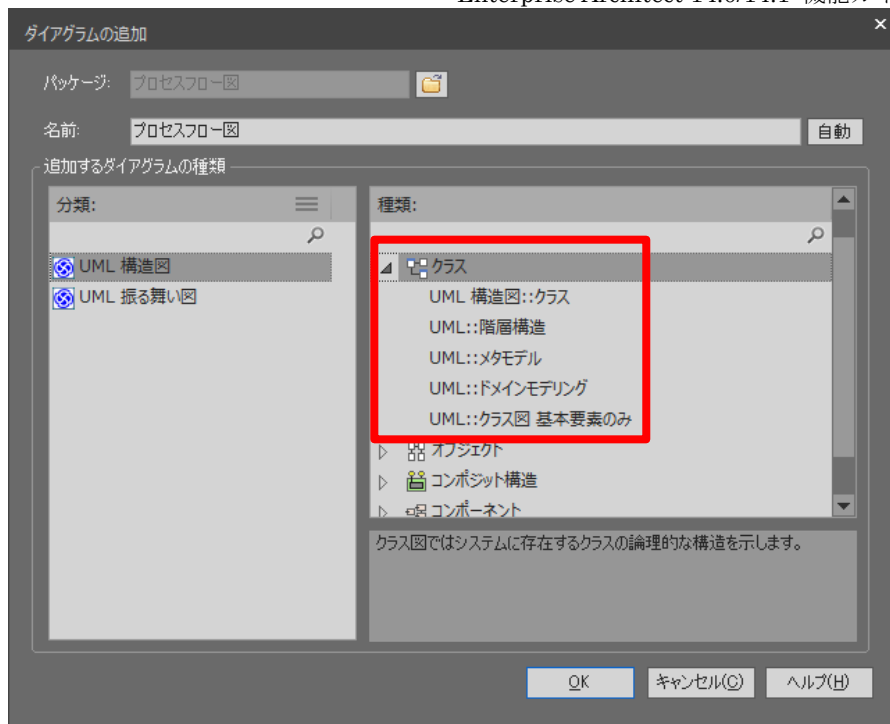 Enterprise Architect 14.0/14.1
ダイアグラムの追加
パッケージ: プロセスフロー図
名前: プロセスフロー図 自動
追加するダイアグラムの種類
分類:
UML 構造図
UML 振る舞い図
種類:
クラス
UML 構造図::クラス
UML::階層構造
UML::メタモデル
UML::ドメインモデリング
UML::クラス図 基本要素のみ
オブジェクト
コンポジット構造
コンポーネント
クラス図ではシステムに存在するクラスの論理的な構造を示します。
OK キャンセル(C) ヘルプ(H)